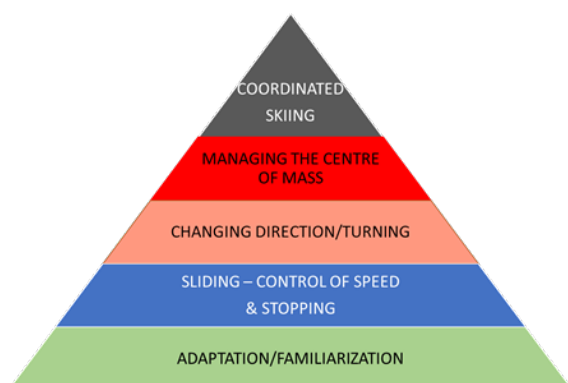 COORDINATED
SKIING
MANAGING THE CENTRE
OF MASS
CHANGING DIRECTION/TURNING
SLIDING – CONTROL OF SPEED
& STOPPING
ADAPTATION/FAMILIARIZATION